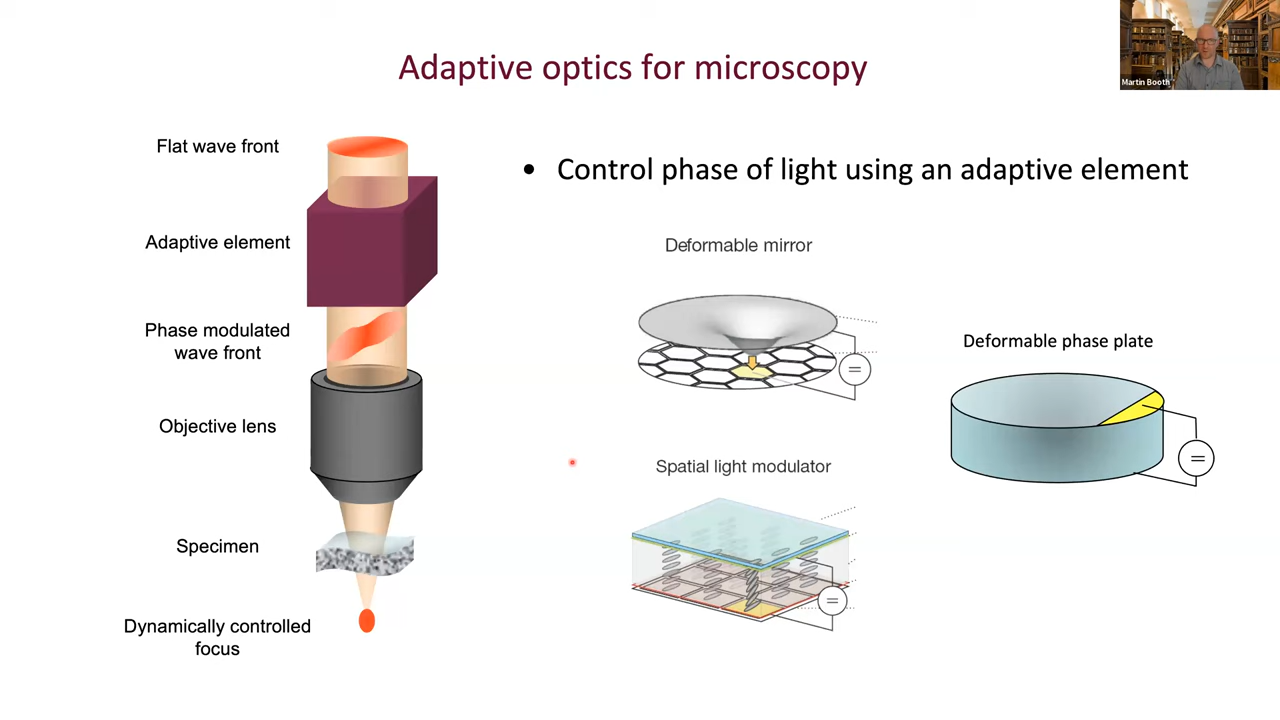 Adaptive optics for microscopy
Martin Booth
Flat wave front
Adaptive element
Phase modulated
wave front
Objective lens
Specimen
Dynamically controlled
focus
• Control phase of light using an adaptive element
Deformable mirror
=
Deformable phase plate
=
Spatial light modulator
=